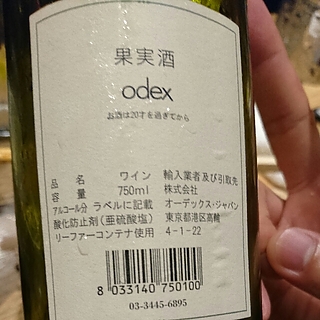 果実酒
odex
お酒は20才を過ぎてから
品名 ワイン
容量 750ml
アルコール分 ラベルに記載
酸化防止剤(亜硫酸塩)
リーファーコンテナ使用
輸入業者及び引取先
株式会社
オーデックス・ジャパン
東京都港区高輪
4-1-22
8 033140 750100
03-3445-6895